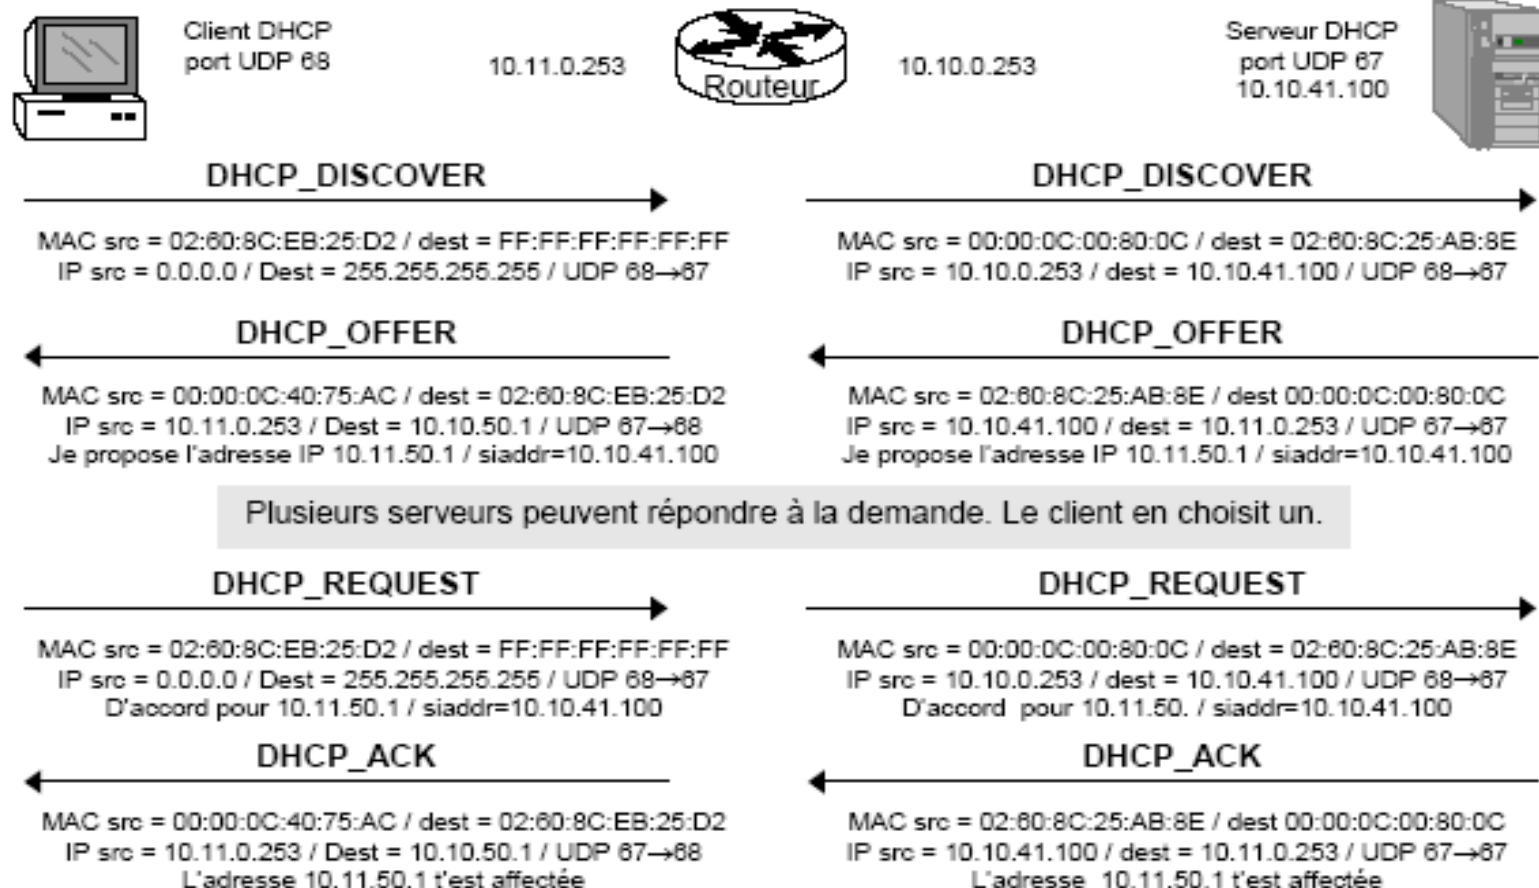 Client DHCP
port UDP 68
10.11.0.253
Routeur
10.10.0.253
Serveur DHCP
port UDP 67
10.10.41.100
DHCP_DISCOVER
MAC src = 02:60:8C:EB:25:D2 / dest = FF:FF:FF:FF:FF:FF
IP src = 0.0.0.0 / Dest = 255.255.255.255 / UDP 68→67
DHCP_DISCOVER
MAC src = 00:00:0C:00:80:0C / dest = 02:60:8C:25:AB:8E
IP src = 10.10.0.253 / dest = 10.10.41.100 / UDP 68→67
DHCP_OFFER
MAC src = 00:00:0C:40:75:AC / dest = 02:60:8C:EB:25:D2
IP src = 10.11.0.253 / Dest = 10.10.50.1 / UDP 67→68
Je propose l'adresse IP 10.11.50.1 / siaddr=10.10.41.100
DHCP_OFFER
MAC src = 02:60:8C:25:AB:8E / dest 00:00:0C:00:80:0C
IP src = 10.10.41.100 / dest = 10.11.0.253 / UDP 67→67
Je propose l'adresse IP 10.11.50.1 / siaddr=10.10.41.100
Plusieurs serveurs peuvent répondre à la demande. Le client en choisit un.
DHCP_REQUEST
MAC src = 02:60:8C:EB:25:D2 / dest = FF:FF:FF:FF:FF:FF
IP src = 0.0.0.0 / Dest = 255.255.255.255 / UDP 68→67
D'accord pour 10.11.50.1 / siaddr=10.10.41.100
DHCP_REQUEST
MAC src = 00:00:0C:00:80:0C / dest = 02:60:8C:25:AB:8E
IP src = 10.10.0.253 / dest = 10.10.41.100 / UDP 68→67
D'accord pour 10.11.50. / siaddr=10.10.41.100
DHCP_ACK
MAC src = 00:00:0C:40:75:AC / dest = 02:60:8C:EB:25:D2
IP src = 10.11.0.253 / Dest = 10.10.50.1 / UDP 67→68
L'adresse 10.11.50.1 t'est affectée
DHCP_ACK
MAC src = 02:60:8C:25:AB:8E / dest 00:00:0C:00:80:0C
IP src = 10.10.41.100 / dest = 10.11.0.253 / UDP 67→67
L'adresse 10.11.50.1 t'est affectée